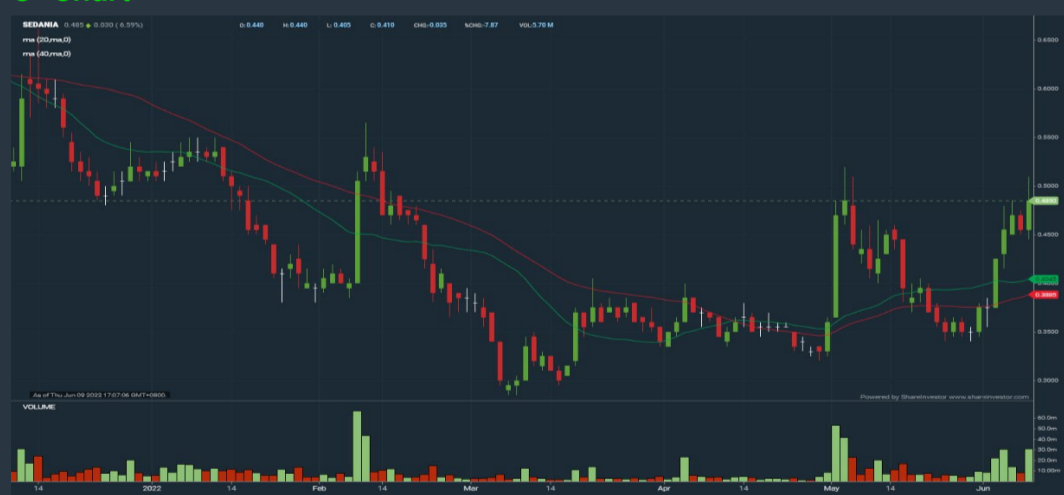 SEDANIA 0.485 0.030 ( 6.59%) O: 0.440 H: 0.440 L: 0.405 C: 0.410 CHG:-0.035 %CHG:-7.87 VOL:5.70 M
ma (20,ma,0)
ma (40,ma,0)
0.6500
0.6000
0.5500
0.5000
0.4850
0.4500
0.3885
0.3500
0.3000
As of Thu Jun 09 2022 17:07:06 GMT+0800
Powered by ShareInvestor www.shareinvestor.com
VOLUME
60.0m
50.0m
40.0m
30.0m
20.0m
10.00m
14 2022 14 Feb 14 Mar 14 Apr 14 May 14 Jun